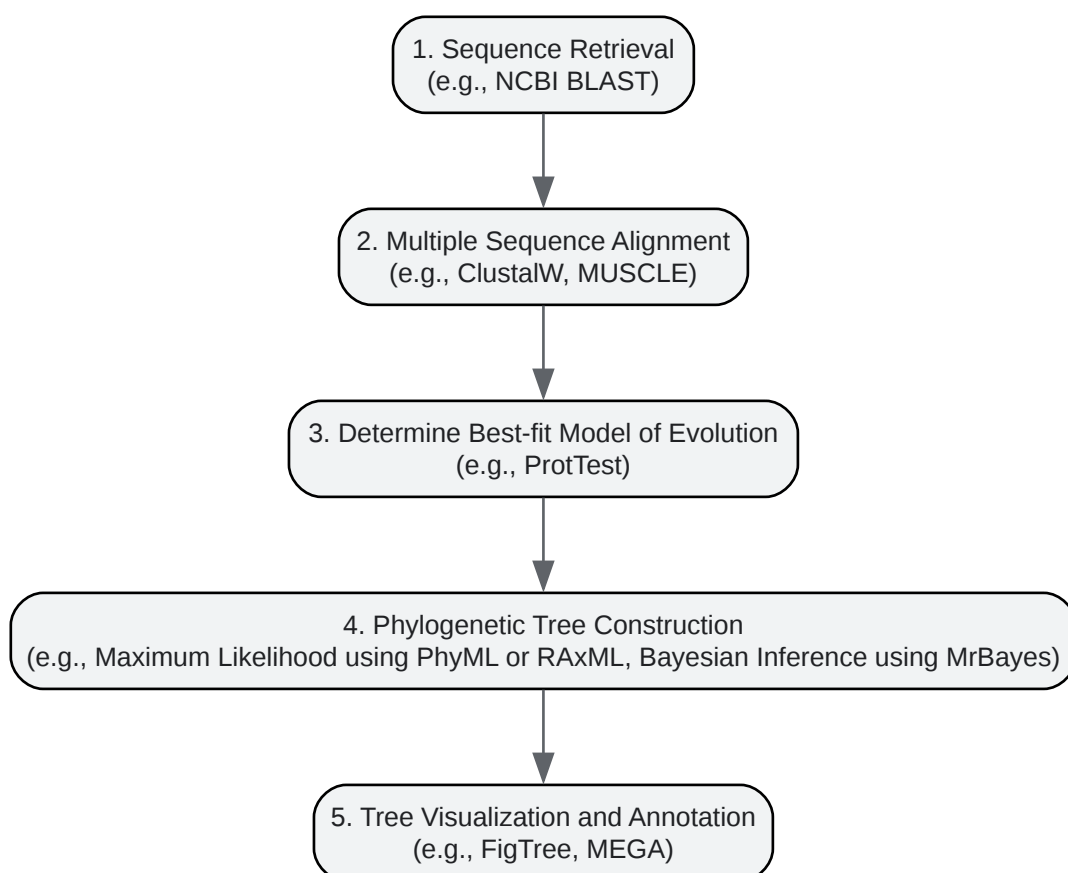 1. Sequence Retrieval
(e.g., NCBI BLAST)
2. Multiple Sequence Alignment
(e.g., ClustalW, MUSCLE)
3. Determine Best-fit Model of Evolution
(e.g., ProtTest)
4. Phylogenetic Tree Construction
(e.g., Maximum Likelihood using PhyML or RAxML, Bayesian Inference using MrBayes)
5. Tree Visualization and Annotation
(e.g., FigTree, MEGA)